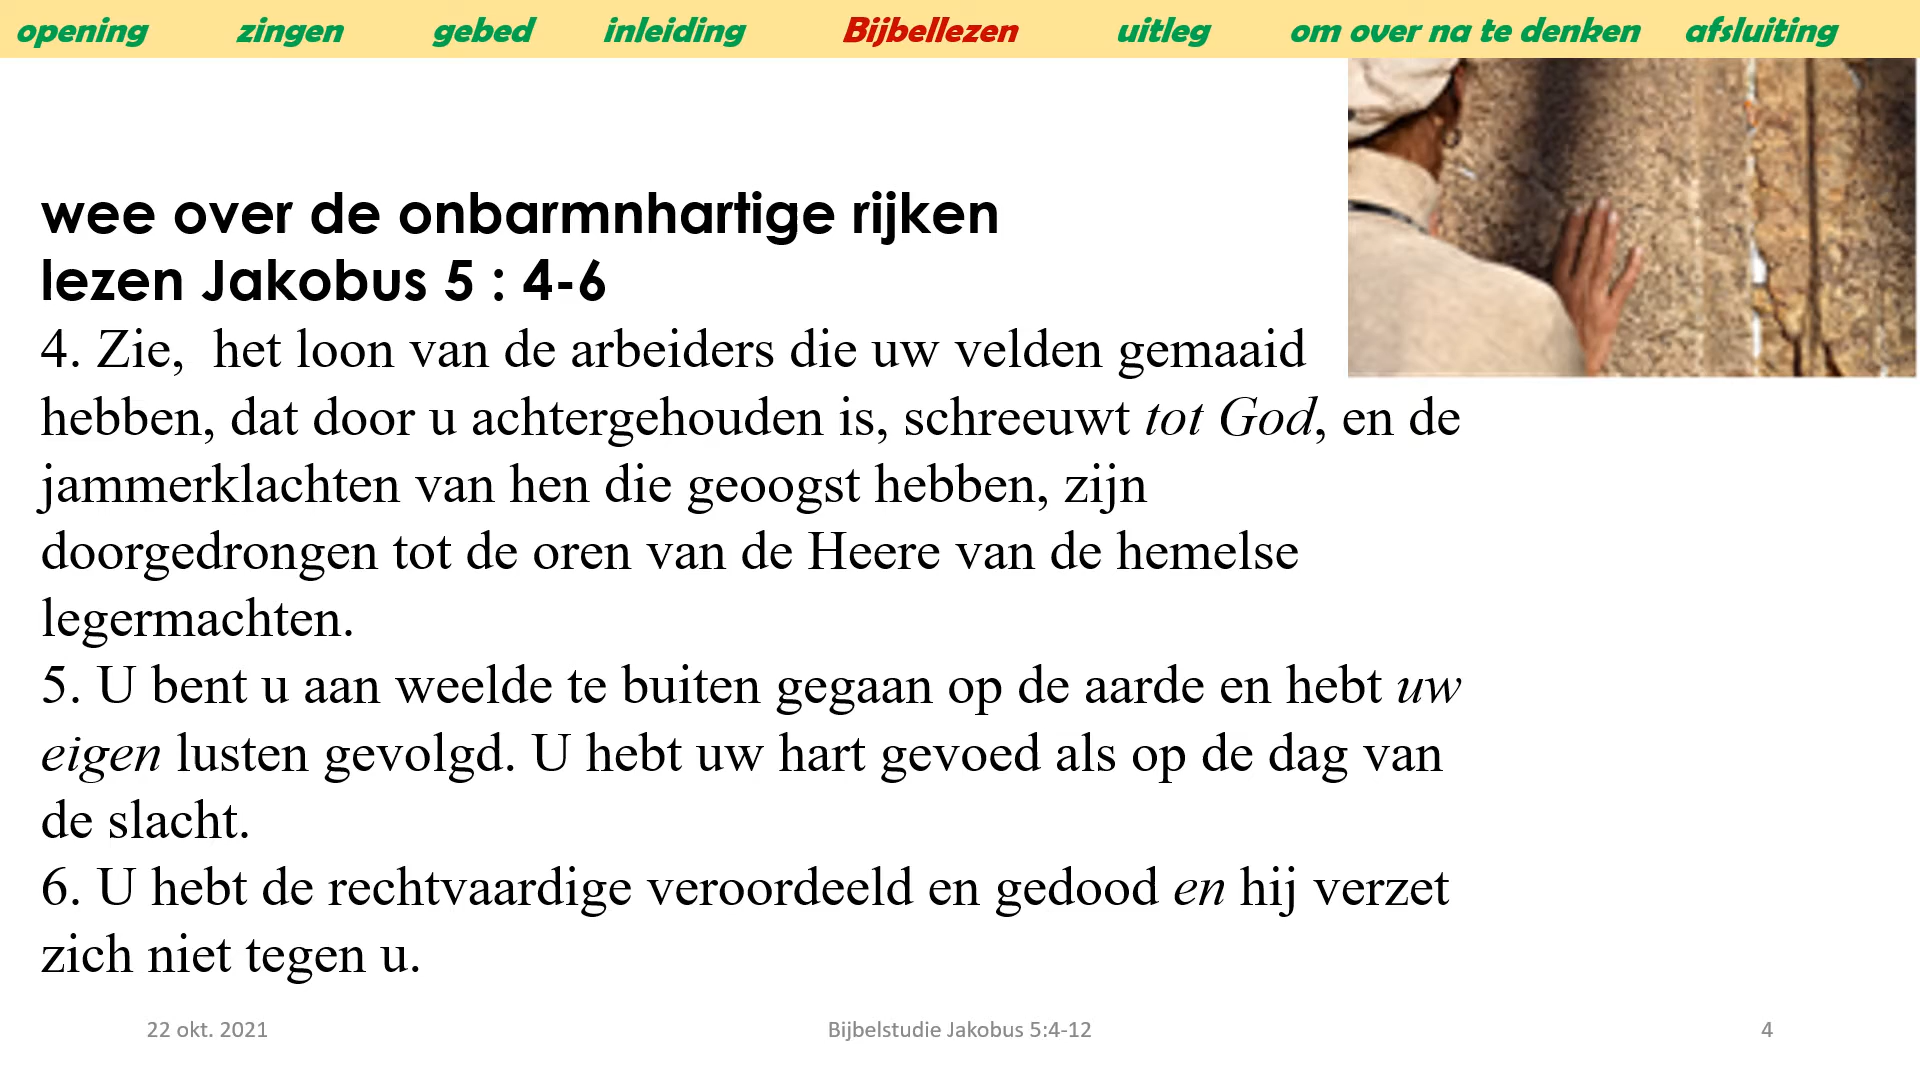 opening zingen gebed inleiding Bijbellezen uitleg om over na te denken afsluiting
wee over de onbarmnhartige rijken
lezen Jakobus 5 : 4-6
4. Zie,  het loon van de arbeiders die uw velden gemaaid
hebben, dat door u achtergehouden is, schreeuwt tot God, en de
jammerklachten van hen die geoogst hebben, zijn
doorgedrongen tot de oren van de Heere van de hemelse
legermachten.
5. U bent u aan weelde te buiten gegaan op de aarde en hebt uw
eigen lusten gevolgd. U hebt uw hart gevoed als op de dag van
de slacht.
6. U hebt de rechtvaardige veroordeeld en gedood en hij verzet
zich niet tegen u.
22 okt. 2021 Bijbelstudie Jakobus 5:4-12 4